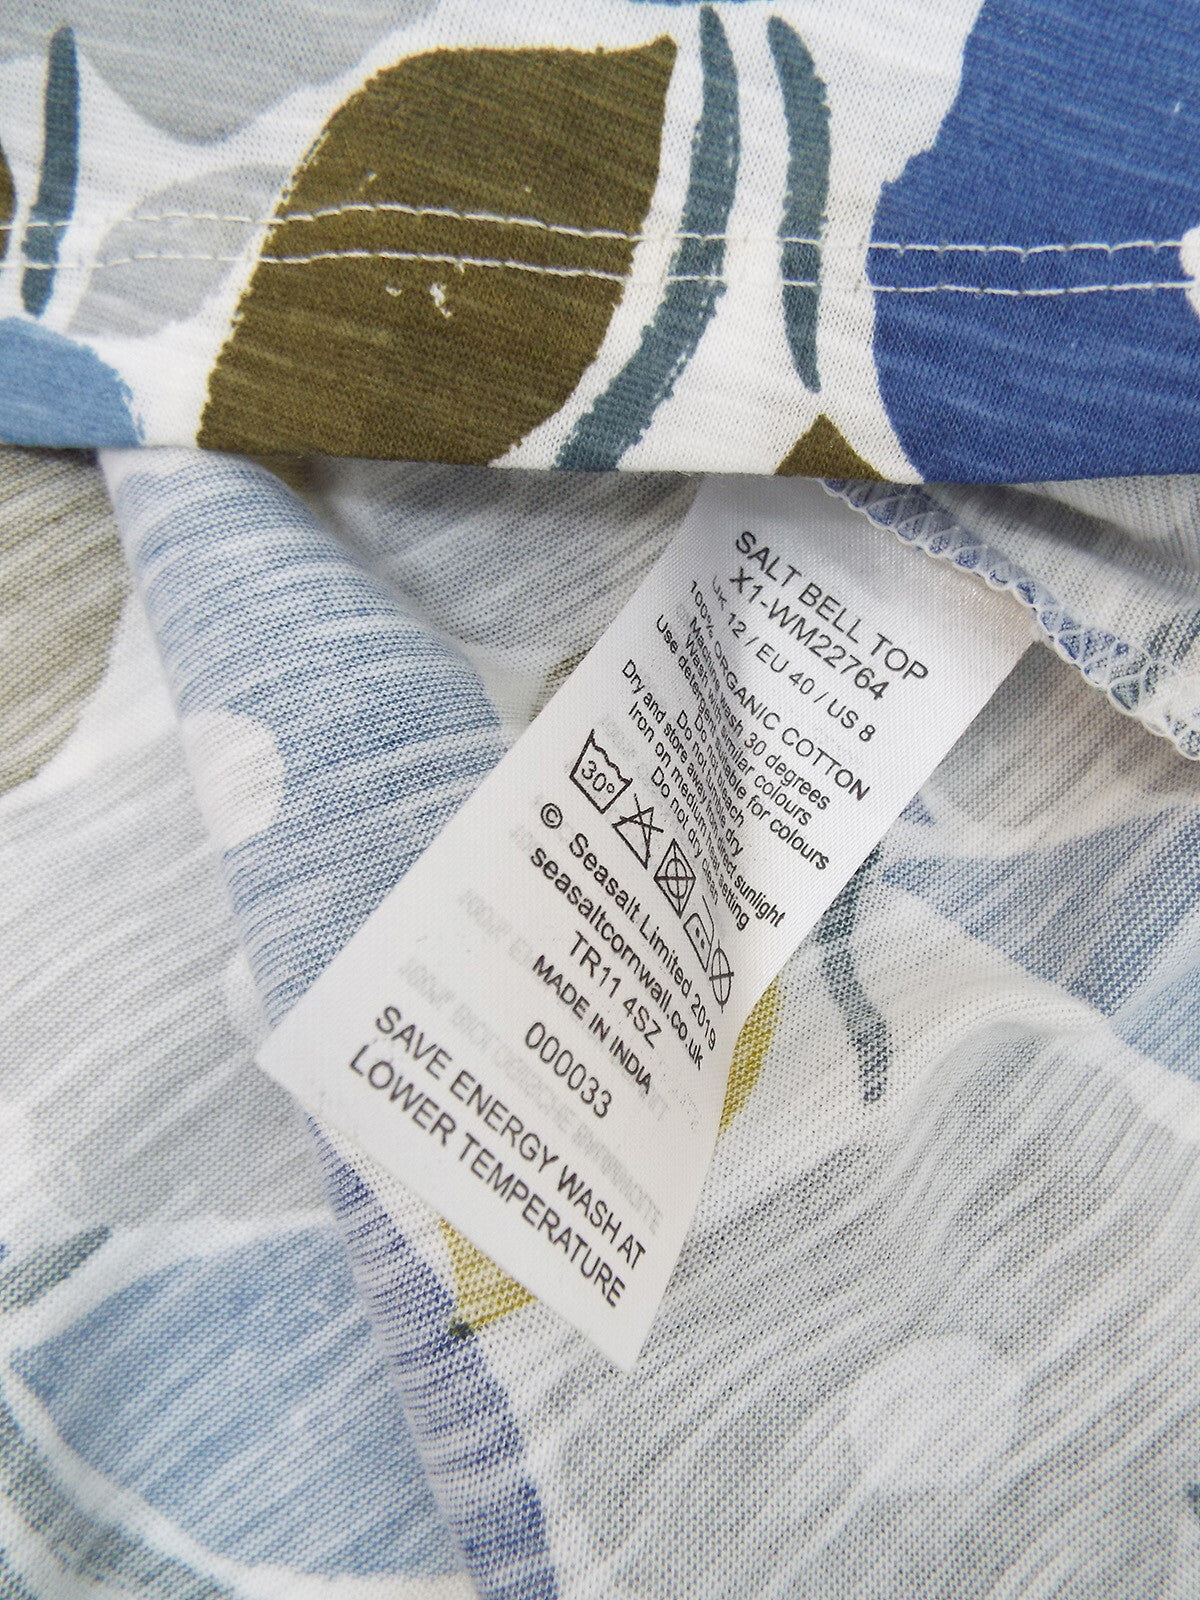 SALT BELL TOP
X1-WM22764
UK 12 / EU 40 / US 8
100% ORGANIC COTTON
Machine wash 30 degrees
Wash with similar colours
Use detergent suitable for colours
Do not bleach
Do not tumble dry
Dry and store away from direct sunlight
Iron on medium heat setting
Do not dry clean
30°
© Seasalt Limited 2019
seasaltcornwall.co.uk
TR11 4SZ
MADE IN INDIA
000033
SAVE ENERGY WASH AT
LOWER TEMPERATURE